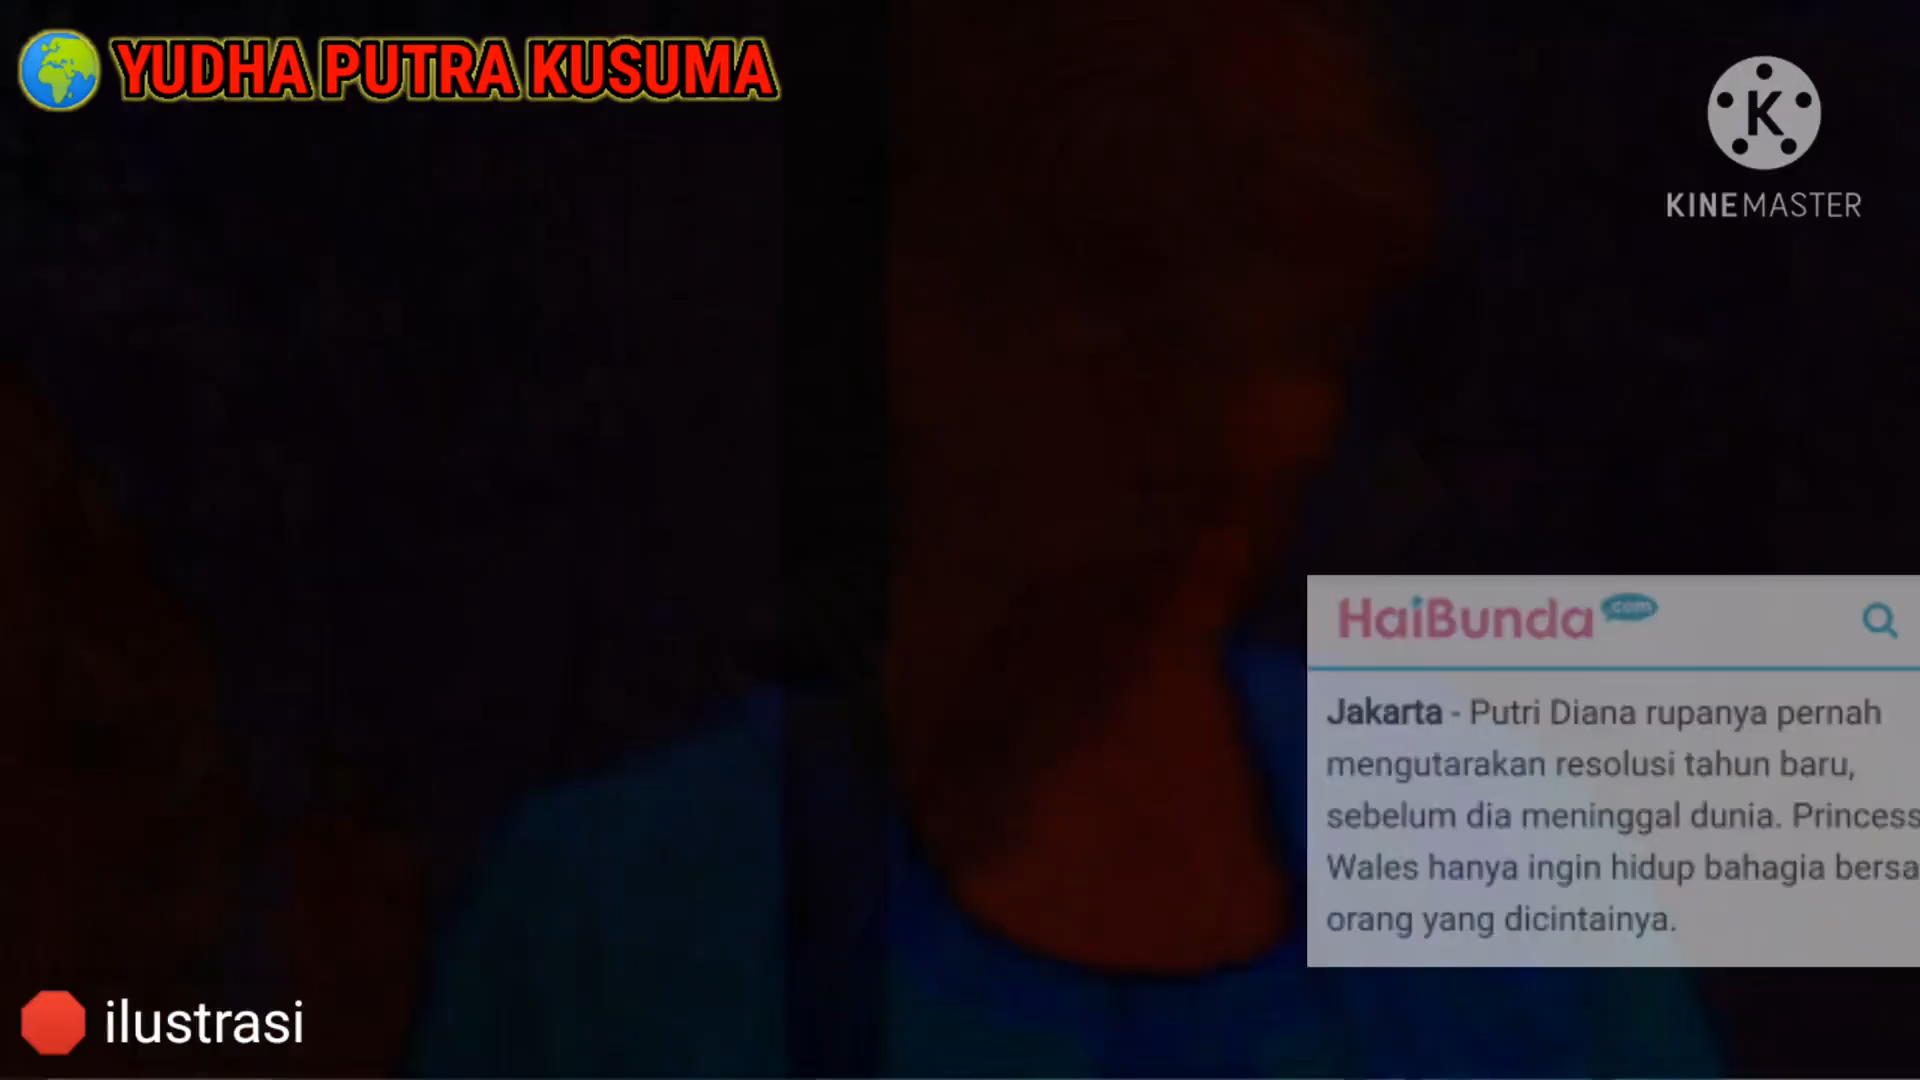 YUDHA PUTRA KUSUMA
K
KINEMASTER
HaiBunda.com
Jakarta - Putri Diana rupanya pernah
mengutarakan resolusi tahun baru,
sebelum dia meninggal dunia. Princess
Wales hanya ingin hidup bahagia bersa
orang yang dicintainya.
ilustrasi